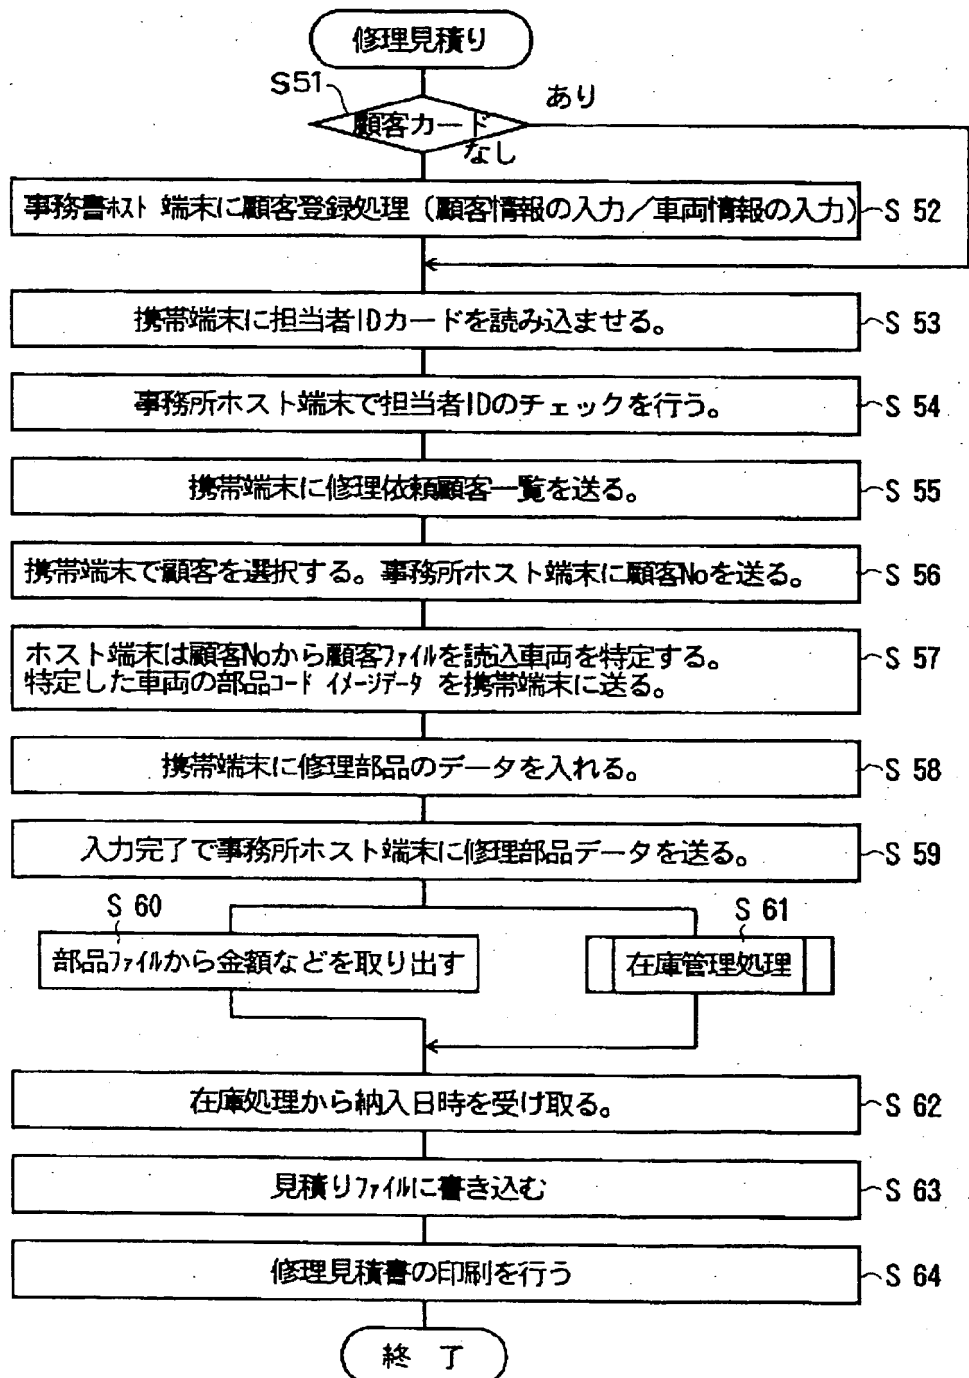 修理見積り
S51
あり
顧客カード
なし
事務書ホスト 端末に顧客登録処理（顧客情報の入力／車両情報の入力）
S 52
携帯端末に担当者IDカードを読み込ませる。
S 53
事務所ホスト端末で担当者IDのチェックを行う。
S 54
携帯端末に修理依頼顧客一覧を送る。
S 55
携帯端末で顧客を選択する。事務所ホスト端末に顧客Noを送る。
S 56
ホスト端末は顧客Noから顧客ファイルを読込車両を特定する。
特定した車両の部品コード イメージデータ を携帯端末に送る。
S 57
携帯端末に修理部品のデータを入れる。
S 58
入力完了で事務所ホスト端末に修理部品データを送る。
S 59
S 60
S 61
部品ファイルから金額などを取り出す
在庫管理処理
在庫処理から納入日時を受け取る。
S 62
見積りファイルに書き込む
S 63
修理見積書の印刷を行う
S 64
終 了